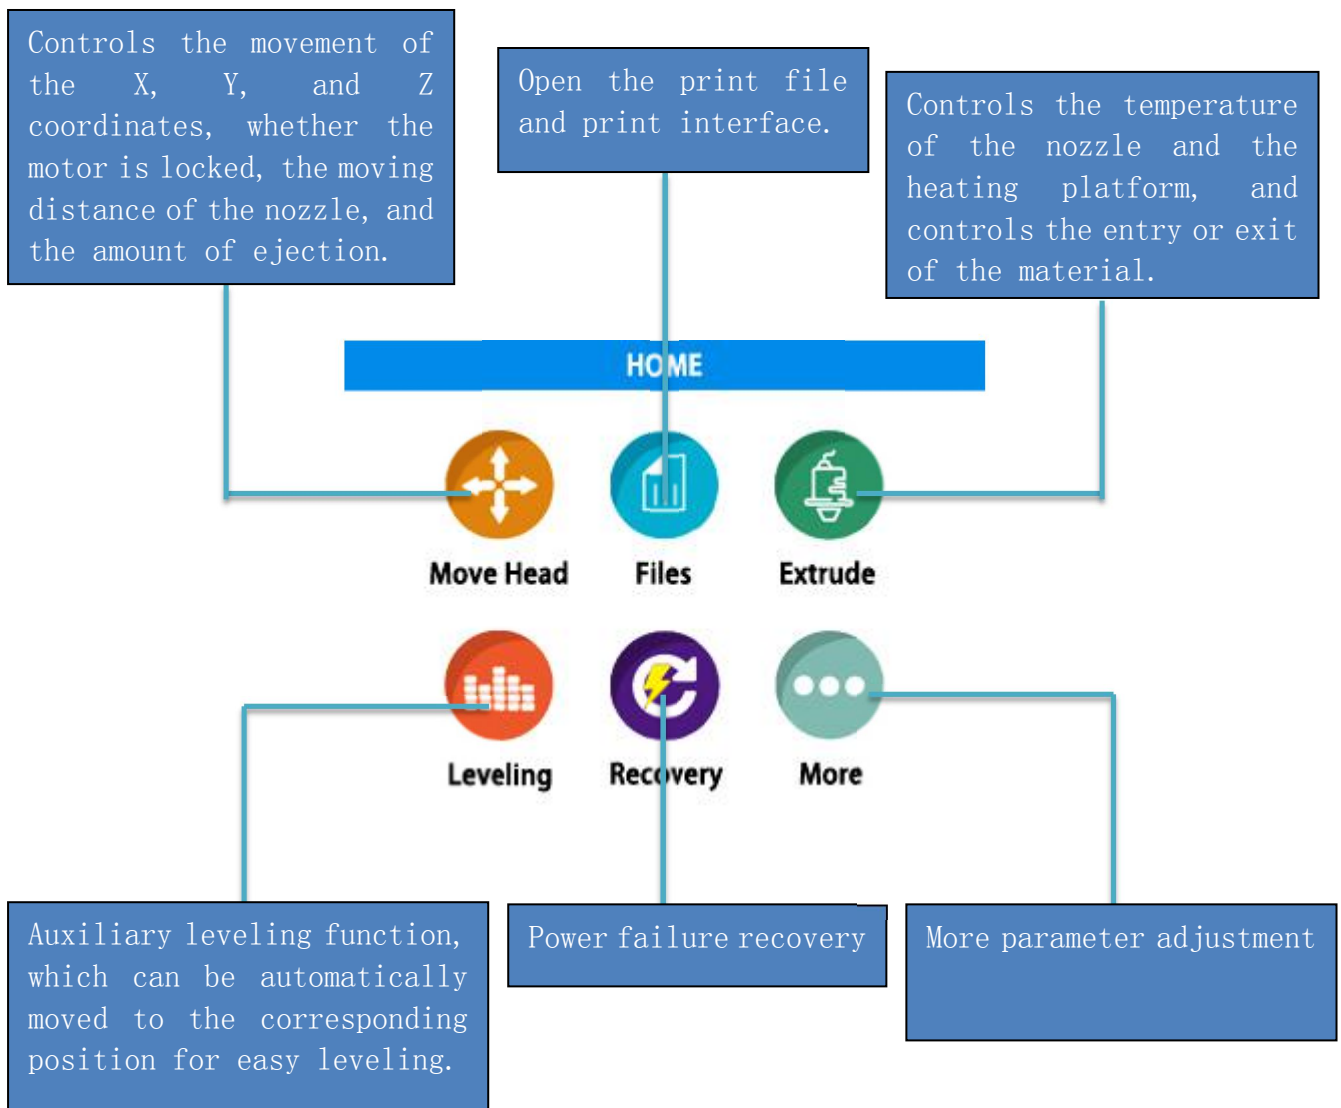 Controls the movement of
the X, Y, and Z
coordinates, whether the
motor is locked, the moving
distance of the nozzle, and
the amount of ejection.
Open the print file
and print interface.
Controls the temperature
of the nozzle and the
heating platform, and
controls the entry or exit
of the material.
HOME
Move Head
Files
Extrude
Leveling
Recovery
More
Auxiliary leveling function,
which can be automatically
moved to the corresponding
position for easy leveling.
Power failure recovery
More parameter adjustment